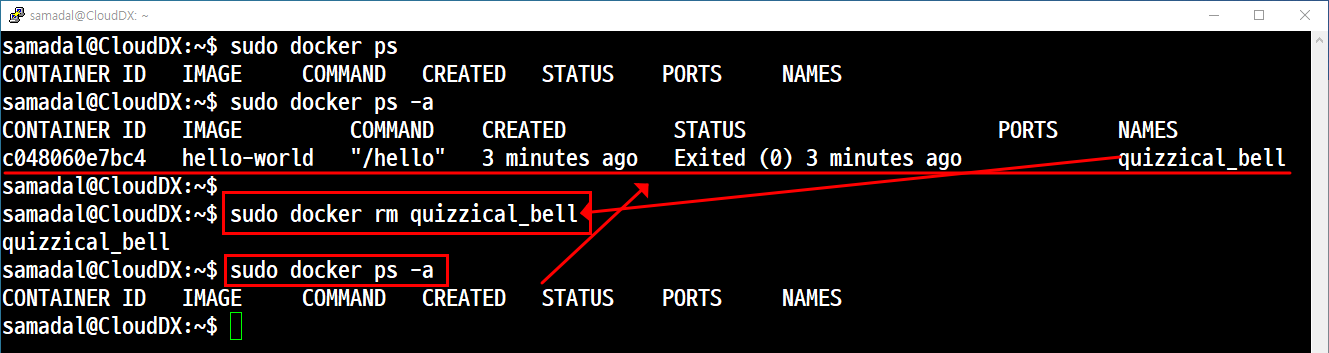 samadal@CloudDX: ~
samadal@CloudDX:~$ sudo docker ps
CONTAINER ID   IMAGE     COMMAND   CREATED   STATUS    PORTS     NAMES
samadal@CloudDX:~$ sudo docker ps -a
CONTAINER ID   IMAGE         COMMAND    CREATED         STATUS                     PORTS     NAMES
c048060e7bc4   hello-world   "/hello"   3 minutes ago   Exited (0) 3 minutes ago             quizzical_bell
samadal@CloudDX:~$
samadal@CloudDX:~$ sudo docker rm quizzical_bell
quizzical_bell
samadal@CloudDX:~$ sudo docker ps -a
CONTAINER ID   IMAGE     COMMAND   CREATED   STATUS    PORTS     NAMES
samadal@CloudDX:~$